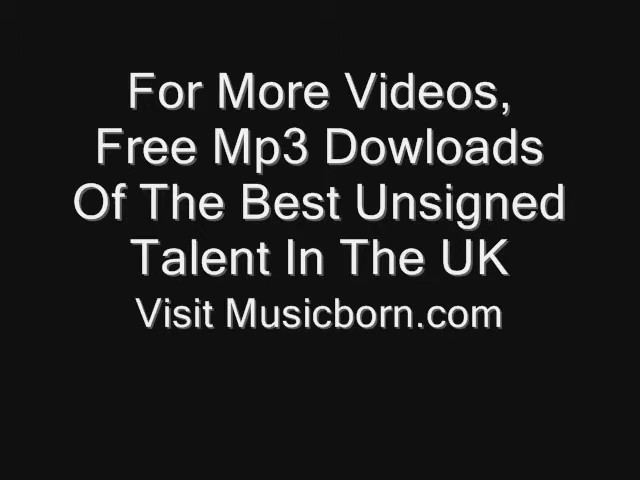 For More Videos,
Free Mp3 Dowloads
Of The Best Unsigned
Talent In The UK
Visit Musicborn.com